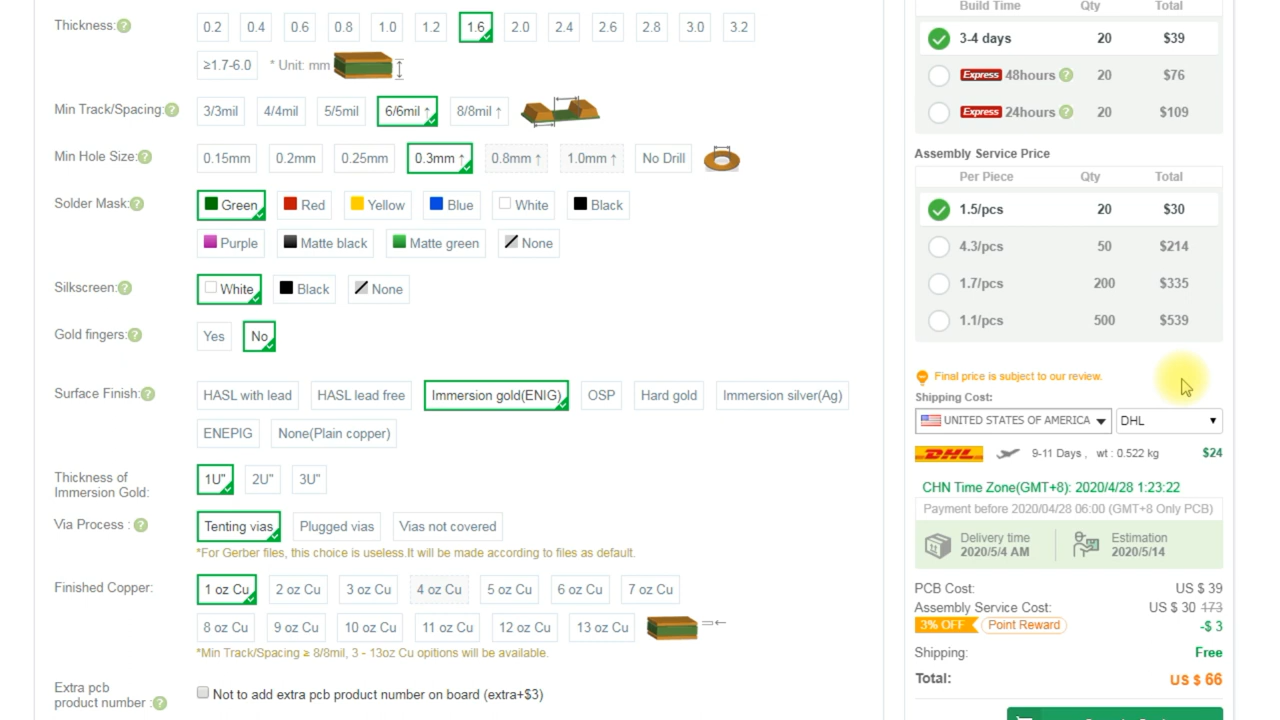 Thickness:? 0.2 0.4 0.6 0.8 1.0 1.2 1.6 2.0 2.4 2.6 2.8 3.0 3.2
≥1.7-6.0 * Unit: mm
Min Track/Spacing:? 3/3mil 4/4mil 5/5mil 6/6mil ↑ 8/8mil ↑
Min Hole Size:? 0.15mm 0.2mm 0.25mm 0.3mm ↑ 0.8mm ↑ 1.0mm ↑ No Drill
Solder Mask:? Green Red Yellow Blue White Black
Purple Matte black Matte green None
Silkscreen:? White Black None
Gold fingers:? Yes No
Surface Finish:? HASL with lead HASL lead free Immersion gold(ENIG) OSP Hard gold Immersion silver(Ag)
ENEPIG None(Plain copper)
Thickness of
Immersion Gold: 1U" 2U" 3U"
Via Process : ? Tenting vias Plugged vias Vias not covered
*For Gerber files, this choice is useless.It will be made according to files as default.
Finished Copper: 1 oz Cu 2 oz Cu 3 oz Cu 4 oz Cu 5 oz Cu 6 oz Cu 7 oz Cu
8 oz Cu 9 oz Cu 10 oz Cu 11 oz Cu 12 oz Cu 13 oz Cu
*Min Track/Spacing ≥ 8/8mil, 3 - 13oz Cu opitions will be available.
Extra pcb
product number :? Not to add extra pcb product number on board (extra+$3)
Build Time Qty Total
3-4 days 20 $39
Express 48hours ? 20 $76
Express 24hours ? 20 $109
Assembly Service Price
Per Piece Qty Total
1.5/pcs 20 $30
4.3/pcs 50 $214
1.7/pcs 200 $335
1.1/pcs 500 $539
Final price is subject to our review.
Shipping Cost:
UNITED STATES OF AMERICA DHL
DHL 9-11 Days , wt : 0.522 kg $24
CHN Time Zone(GMT+8): 2020/4/28 1:23:22
Payment before 2020/04/28 06:00 (GMT+8 Only PCB)
Delivery time Estimation
2020/5/4 AM 2020/5/14
PCB Cost: US $ 39
Assembly Service Cost: US $ 30 173
3% OFF Point Reward -$ 3
Shipping: Free
Total: US $ 66